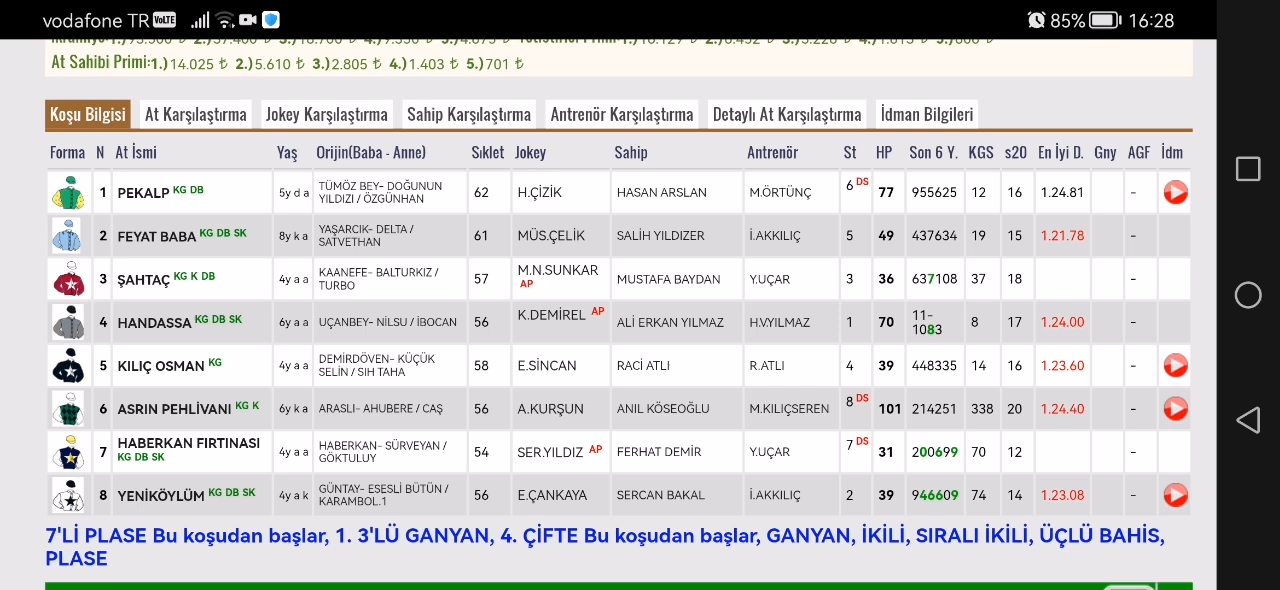 vodafone TR VoLTE 85% 16:28
At Sahibi Primi:1.)14.025 ₺ 2.)5.610 ₺ 3.)2.805 ₺ 4.)1.403 ₺ 5.)701 ₺
Koşu Bilgisi At Karşılaştırma Jokey Karşılaştırma Sahip Karşılaştırma Antrenör Karşılaştırma Detaylı At Karşılaştırma İdman Bilgileri
Forma N At İsmi Yaş Orijin(Baba - Anne) Sıklet Jokey Sahip Antrenör St HP Son 6 Y. KGS s20 En İyi D. Gny AGF İdm
1 PEKALP KG DB 5y d a TÜMÖZ BEY- DOĞUNUN YILDIZI / ÖZGÜNHAN 62 H.ÇİZİK HASAN ARSLAN M.ÖRTÜNÇ 6 DS 77 955625 12 16 1.24.81 -
2 FEYAT BABA KG DB SK 8y k a YAŞARCIK- DELTA / SATVETHAN 61 MÜS.ÇELİK SALİH YILDIZER İ.AKKILIÇ 5 49 437634 19 15 1.21.78 -
3 ŞAHTAÇ KG K DB 4y a a KAANEFE- BALTURKIZ / TURBO 57 M.N.SUNKAR AP MUSTAFA BAYDAN Y.UÇAR 3 36 637108 37 18 -
4 HANDASSA KG DB SK 6y a a UÇANBEY- NİLSU / İBOCAN 56 K.DEMİREL AP ALİ ERKAN YILMAZ H.V.YILMAZ 1 70 11-1083 8 17 1.24.00 -
5 KILIÇ OSMAN KG 4y a a DEMİRDÖVEN- KÜÇÜK SELİN / SIH TAHA 58 E.SİNCAN RACİ ATLI R.ATLI 4 39 448335 14 16 1.23.60 -
6 ASRIN PEHLİVANI KG K 6y k a ARASLI- AHUBERE / CAŞ 56 A.KURŞUN ANIL KÖSEOĞLU M.KILIÇSEREN 8 DS 101 214251 338 20 1.24.40 -
7 HABERKAN FIRTINASI KG DB SK 4y a a HABERKAN- SÜRVEYAN / GÖKTULUY 54 SER.YILDIZ AP FERHAT DEMİR Y.UÇAR 7 DS 31 200699 70 12 -
8 YENİKÖYLÜM KG DB SK 4y a k GÜNTAY- ESESLİ BÜTÜN / KARAMBOL.1 56 E.ÇANKAYA SERCAN BAKAL İ.AKKILIÇ 2 39 946609 74 14 1.23.08 -
7'Lİ PLASE Bu koşudan başlar, 1. 3'LÜ GANYAN, 4. ÇİFTE Bu koşudan başlar, GANYAN, İKİLİ, SIRALI İKİLİ, ÜÇLÜ BAHİS,
PLASE